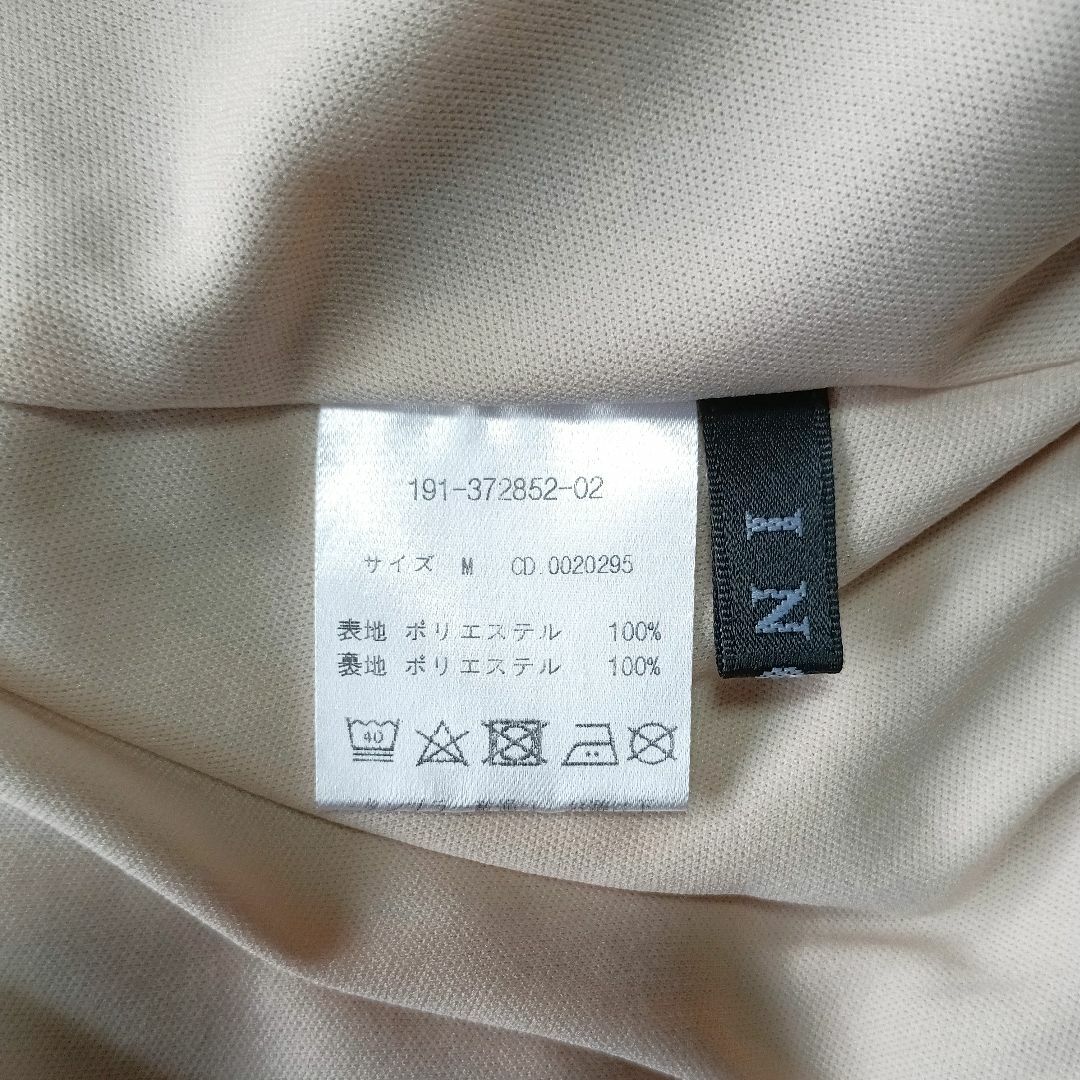 191-372852-02
サイズ M CD.0020295
表地 ポリエステル 100%
裏地 ポリエステル 100%
40
I N